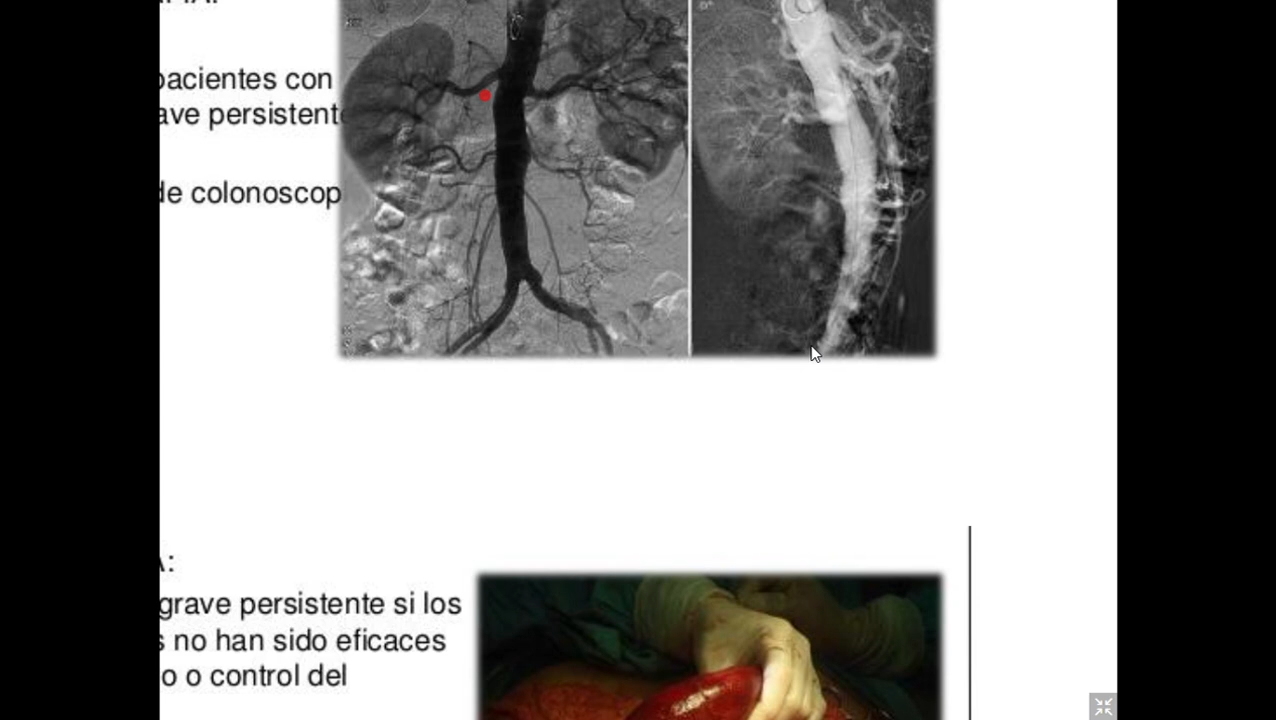 pacientes con
ave persistente
de colonoscop
A:
grave persistente si los
s no han sido eficaces
o o control del